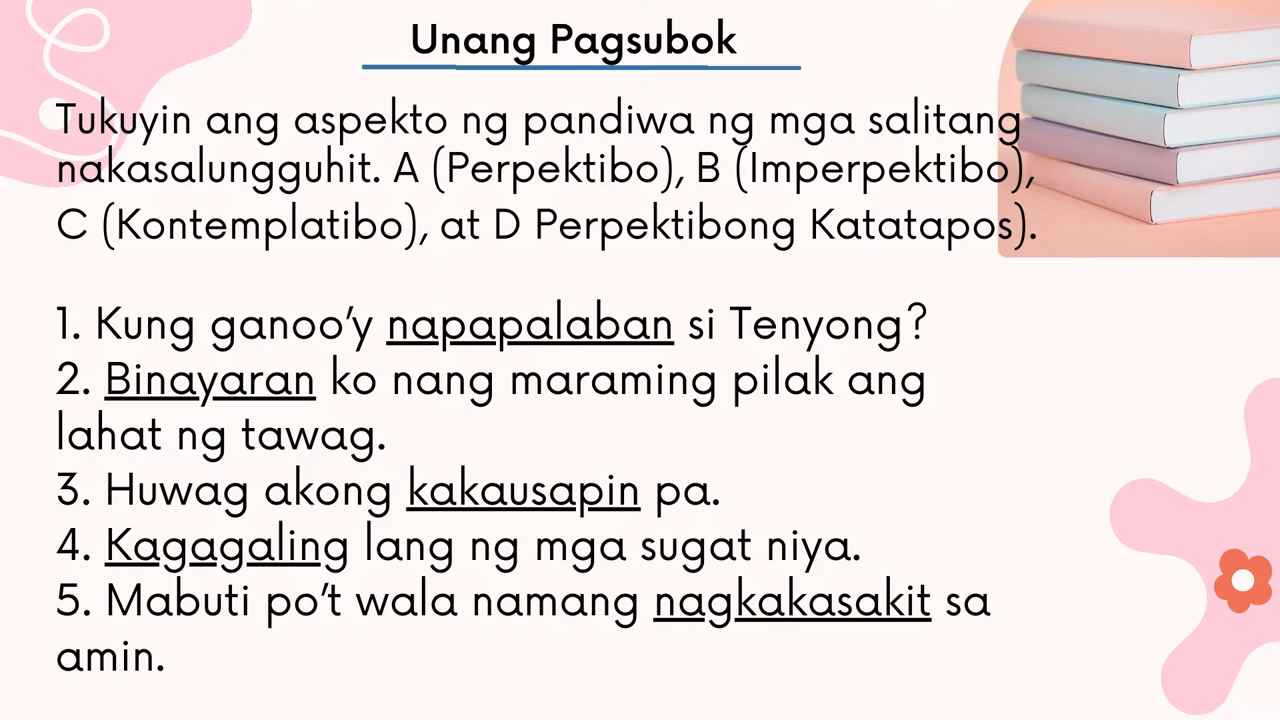 Unang Pagsubok
Tukuyin ang aspekto ng pandiwa ng mga salitang
nakasalungguhit. A (Perpektibo), B (Imperpektibo),
C (Kontemplatibo), at D Perpektibong Katatapos).
1. Kung ganoo’y napapalaban si Tenyong?
2. Binayaran ko nang maraming pilak ang
lahat ng tawag.
3. Huwag akong kakausapin pa.
4. Kagagaling lang ng mga sugat niya.
5. Mabuti po’t wala namang nagkakasakit sa
amin.